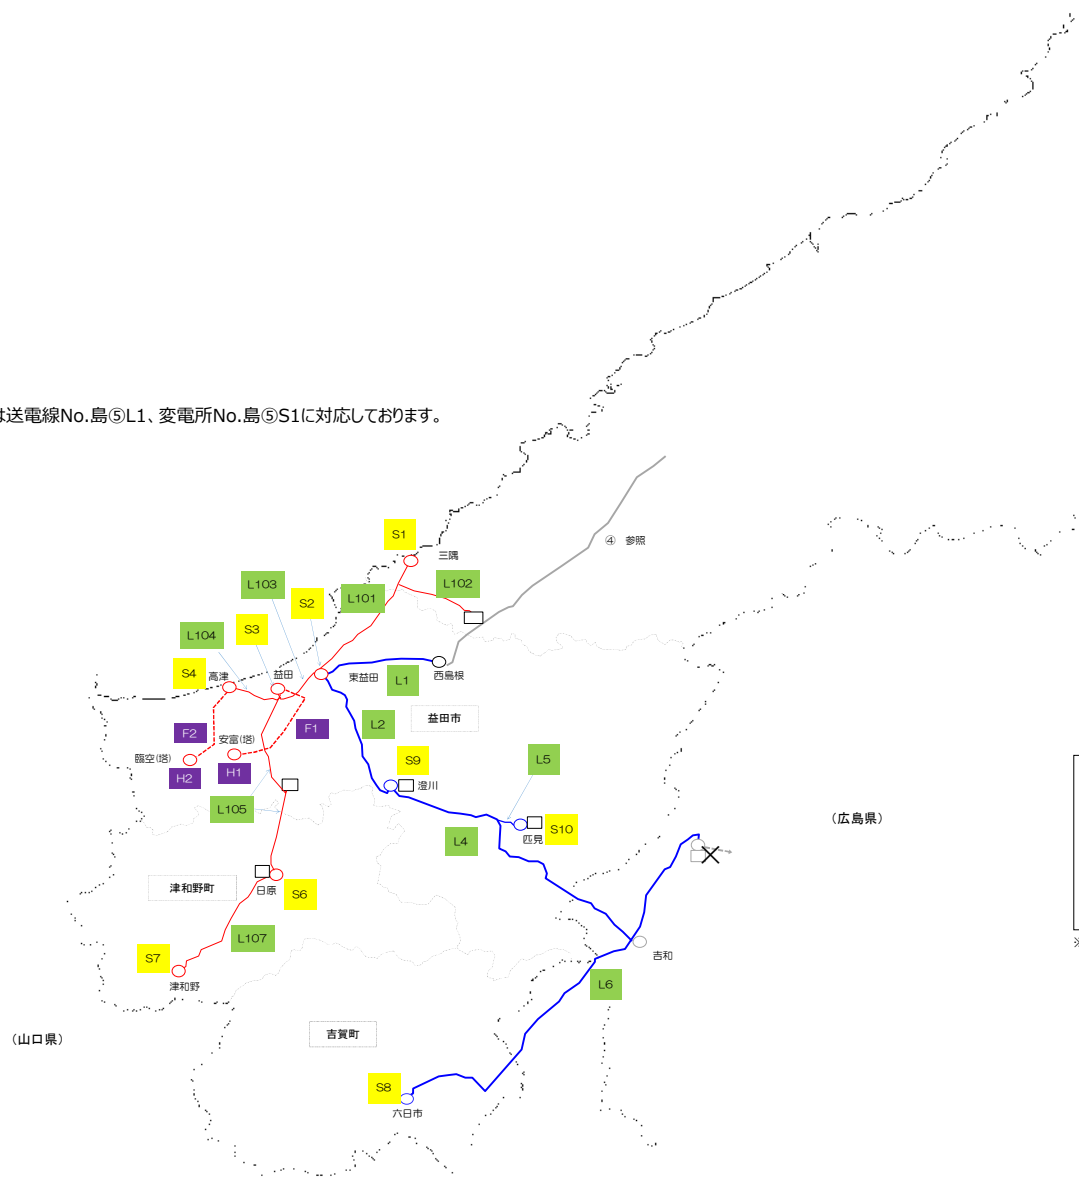 は送電線No.島⑤L1、変電所No.島⑤S1に対応しております。
S1
三隅
④ 参照
L103
L102
L101
S2
S3
L104
S4
高津
益田
東益田
西島根
L1
L2
益田市
F2
F1
安富(塔)
臨空(塔)
H2
H1
S9
澄川
L5
L105
L4
匹見
S10
(広島県)
津和野町
日原
S6
L107
S7
津和野
吉和
L6
※
(山口県)
吉賀町
S8
六日市